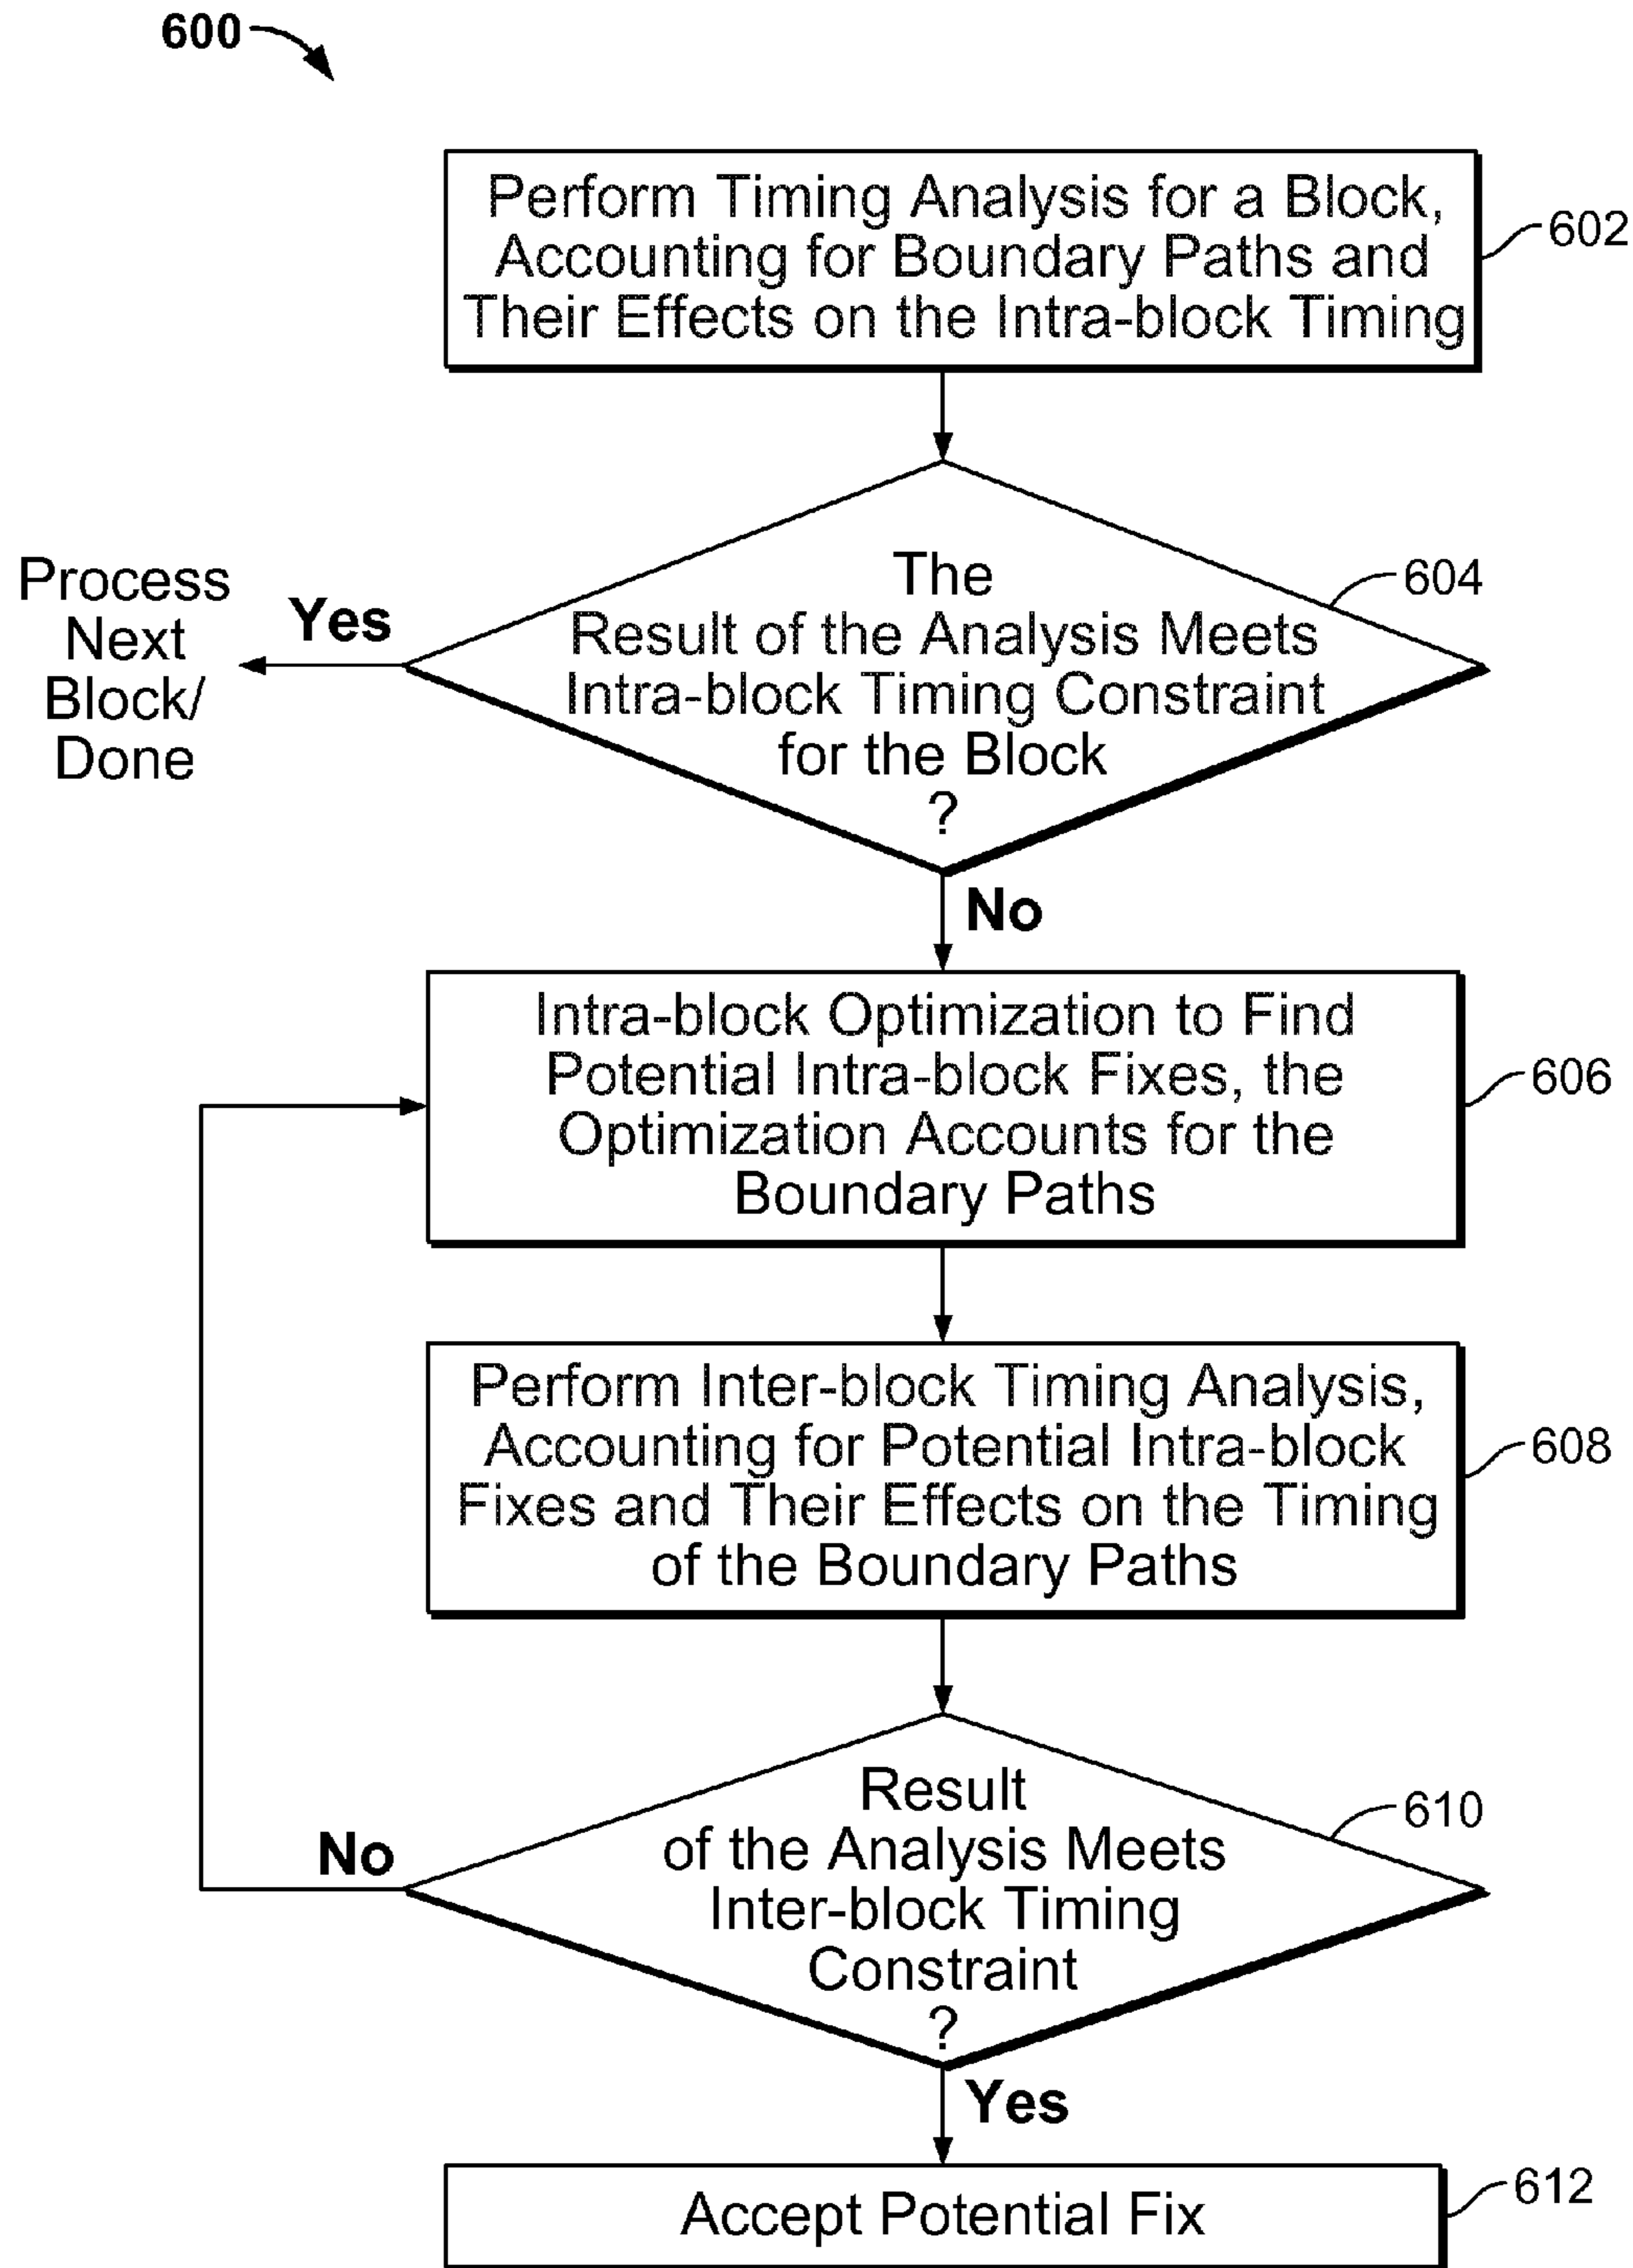 600
Perform Timing Analysis for a Block,
Accounting for Boundary Paths and
Their Effects on the Intra-block Timing
602
The
Result of the Analysis Meets
Intra-block Timing Constraint
for the Block
?
604
Yes
Process
Next
Block/
Done
No
Intra-block Optimization to Find
Potential Intra-block Fixes, the
Optimization Accounts for the
Boundary Paths
606
Perform Inter-block Timing Analysis,
Accounting for Potential Intra-block
Fixes and Their Effects on the Timing
of the Boundary Paths
608
Result
of the Analysis Meets
Inter-block Timing
Constraint
?
610
No
Yes
Accept Potential Fix
612